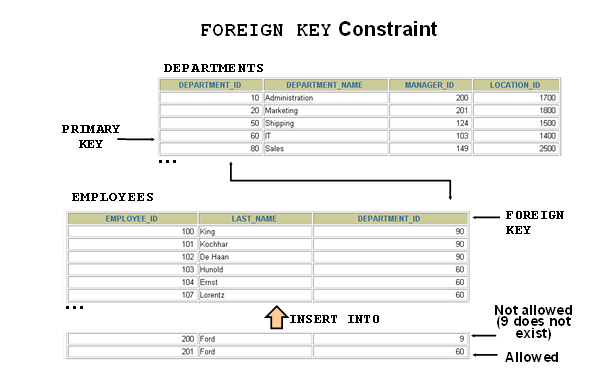 FOREIGN KEY Constraint
DEPARTMENTS
DEPARTMENT_ID DEPARTMENT_NAME MANAGER_ID LOCATION_ID
10 Administration 200 1700
20 Marketing 201 1800
50 Shipping 124 1500
60 IT 103 1400
80 Sales 149 2500
PRIMARY
KEY
...
EMPLOYEES
EMPLOYEE_ID LAST_NAME DEPARTMENT_ID
100 King 90
101 Kochhar 90
102 De Haan 90
103 Hunold 60
104 Ernst 60
107 Lorentz 60
FOREIGN
KEY
...
INSERT INTO
Not allowed
(9 does not
exist)
200 Ford 9
201 Ford 60
Allowed